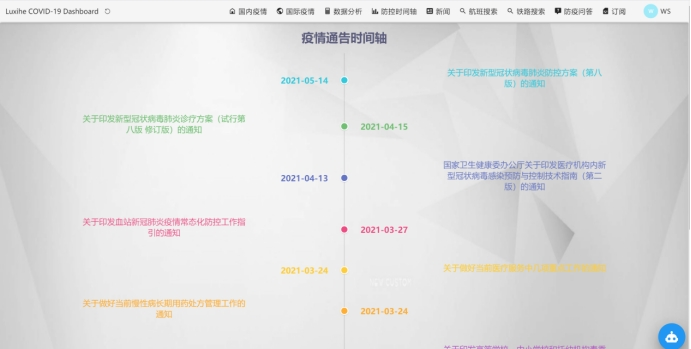 Luxihe COVID-19 Dashboard
国内疫情 国际疫情 数据分析 防控时间轴 新闻 航班搜索 铁路搜索 防疫问答 订阅 WS
疫情通告时间轴
2021-05-14
关于印发新型冠状病毒肺炎防控方案（第八
版）的通知
关于印发新型冠状病毒肺炎诊疗方案（试行第
八版 修订版）的通知
2021-04-15
2021-04-13
国家卫生健康委办公厅关于印发医疗机构内新
型冠状病毒感染预防与控制技术指南（第二
版）的通知
关于印发血站新冠肺炎疫情常态化防控工作指
引的通知
2021-03-27
2021-03-24
关于做好当前医疗服务
关于做好当前慢性病长期用药处方管理工作的
通知
2021-03-24